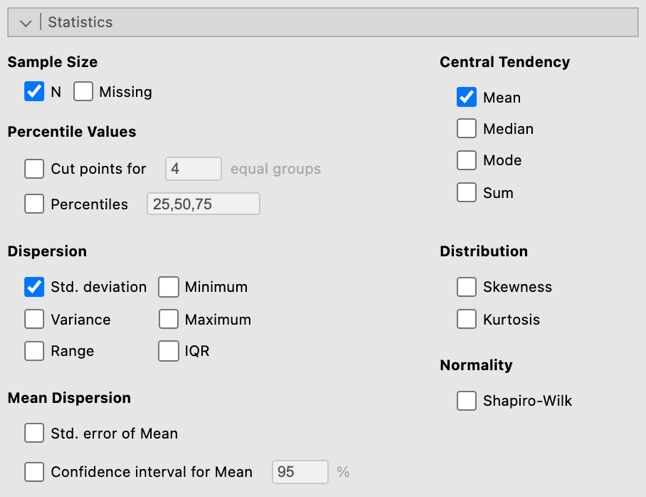 Statistics
Sample Size
N Missing
Percentile Values
Cut points for 4 equal groups
Percentiles 25,50,75
Central Tendency
Mean
Median
Mode
Sum
Dispersion
Std. deviation Minimum
Variance Maximum
Range IQR
Distribution
Skewness
Kurtosis
Mean Dispersion
Std. error of Mean
Confidence interval for Mean 95 %
Normality
Shapiro-Wilk